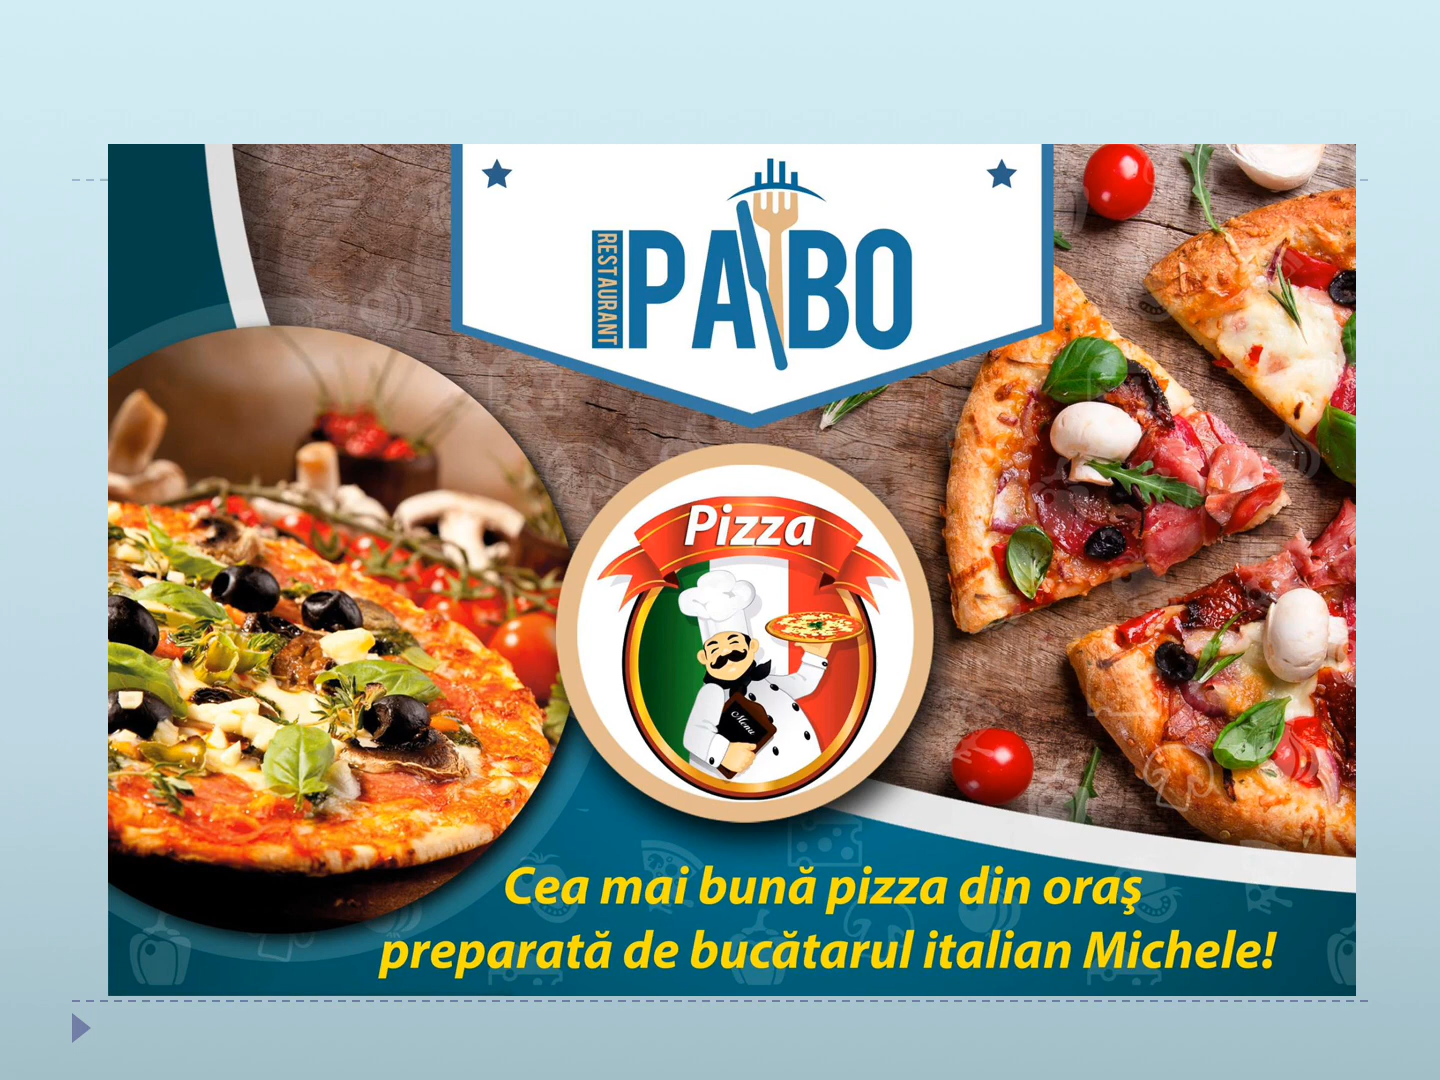 RESTAURANT
PABO
Pizza
Menu
Cea mai bună pizza din oraş
preparată de bucătarul italian Michele!